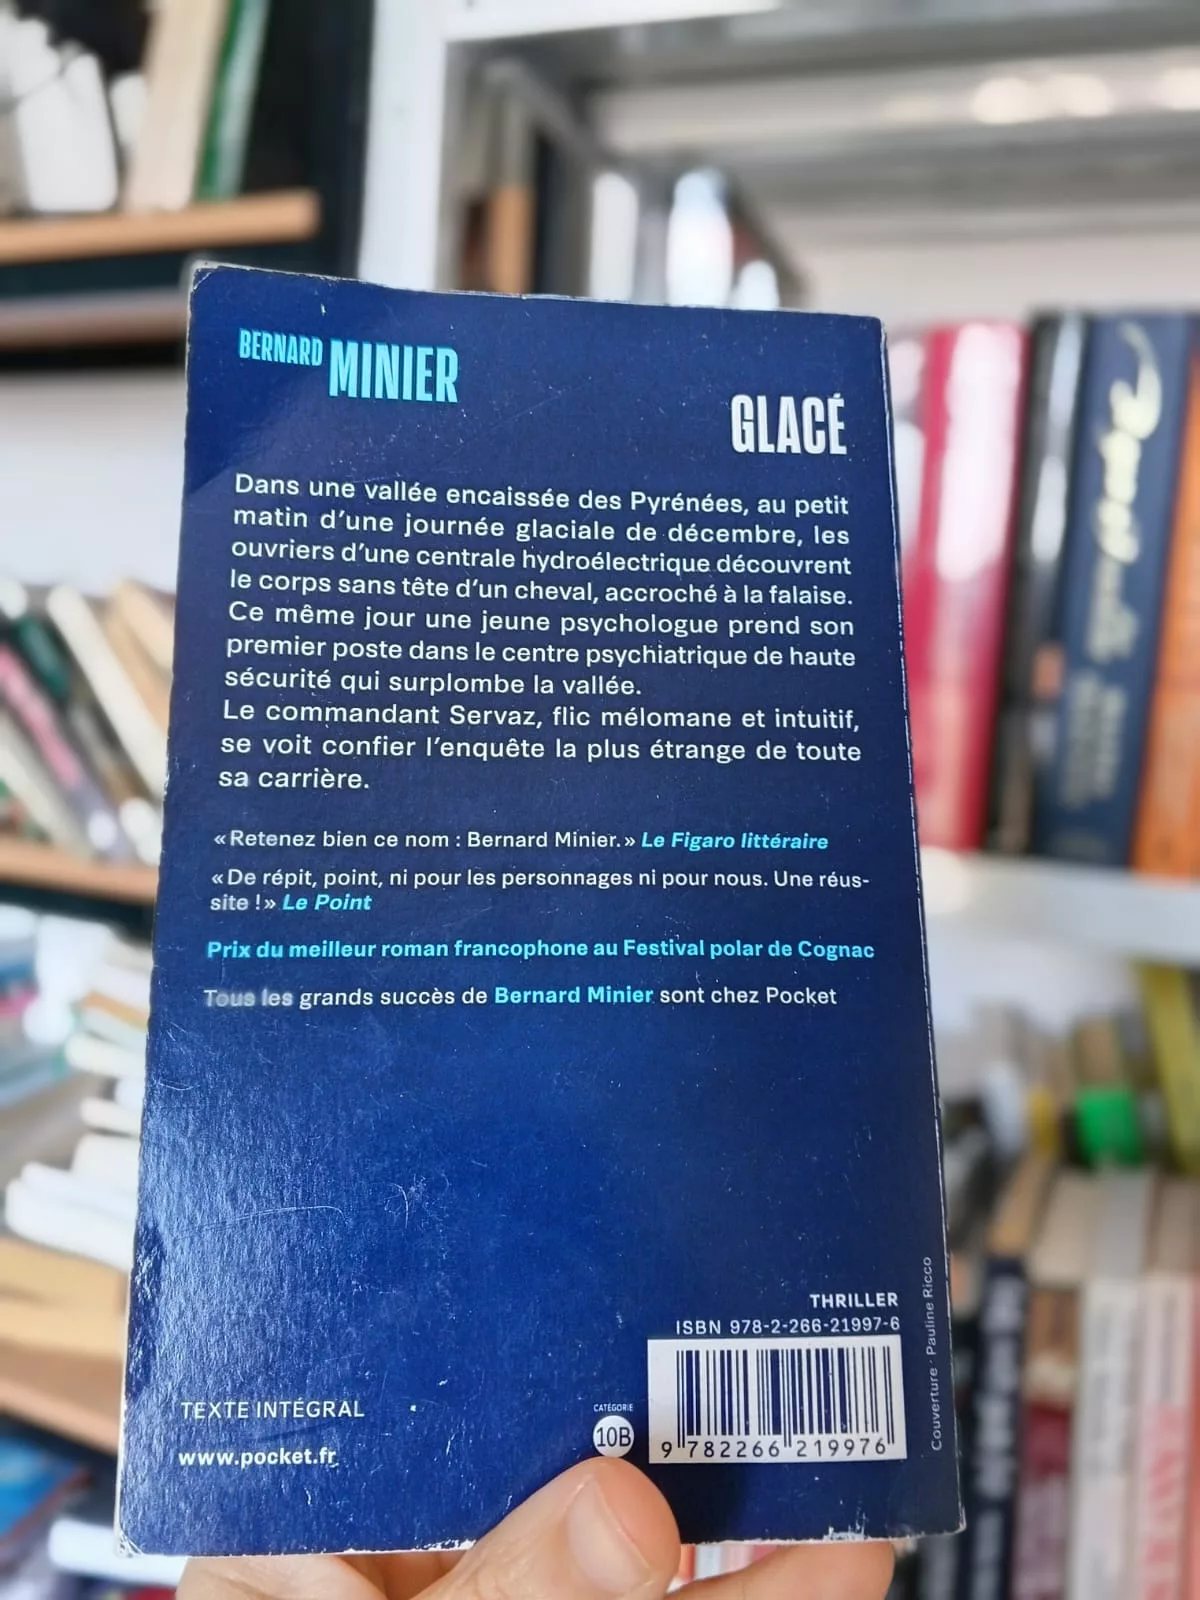 BERNARD MINIER
GLACÉ
Dans une vallée encaissée des Pyrénées, au petit
matin d'une journée glaciale de décembre, les
ouvriers d'une centrale hydroélectrique découvrent
le corps sans tête d'un cheval, accroché à la falaise.
Ce même jour une jeune psychologue prend son
premier poste dans le centre psychiatrique de haute
sécurité qui surplombe la vallée.
Le commandant Servaz, flic mélomane et intuitif,
se voit confier l'enquête la plus étrange de toute
sa carrière.
« Retenez bien ce nom : Bernard Minier. » Le Figaro littéraire
« De répit, point, ni pour les personnages ni pour nous. Une réus-
site ! » Le Point
Prix du meilleur roman francophone au Festival polar de Cognac
Tous les grands succès de Bernard Minier sont chez Pocket
THRILLER
ISBN 978-2-266-21997-6
TEXTE INTÉGRAL
www.pocket.fr
CATÉGORIE
10B
9 782266 219976
Couverture · Pauline Ricco